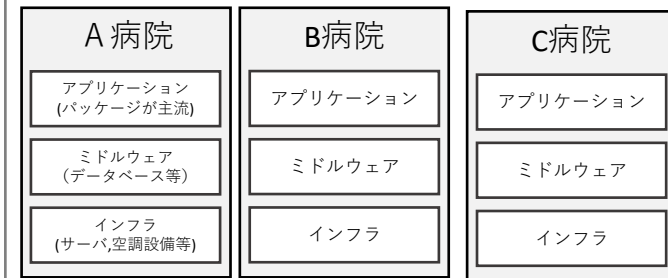 A病院
アプリケーション
(パッケージが主流)
ミドルウェア
（データベース等）
インフラ
(サーバ,空調設備等)
B病院
アプリケーション
ミドルウェア
インフラ
C病院
アプリケーション
ミドルウェア
インフラ